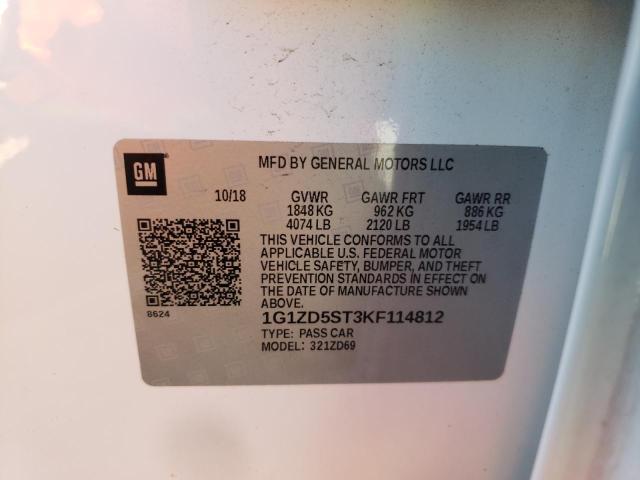 GM
MFD BY GENERAL MOTORS LLC
10/18 GVWR GAWR FRT GAWR RR
1848 KG 962 KG 886 KG
4074 LB 2120 LB 1954 LB
THIS VEHICLE CONFORMS TO ALL
APPLICABLE U.S. FEDERAL MOTOR
VEHICLE SAFETY, BUMPER, AND THEFT
PREVENTION STANDARDS IN EFFECT ON
THE DATE OF MANUFACTURE SHOWN
ABOVE.
8624
1G1ZD5ST3KF114812
TYPE: PASS CAR
MODEL: 321ZD69